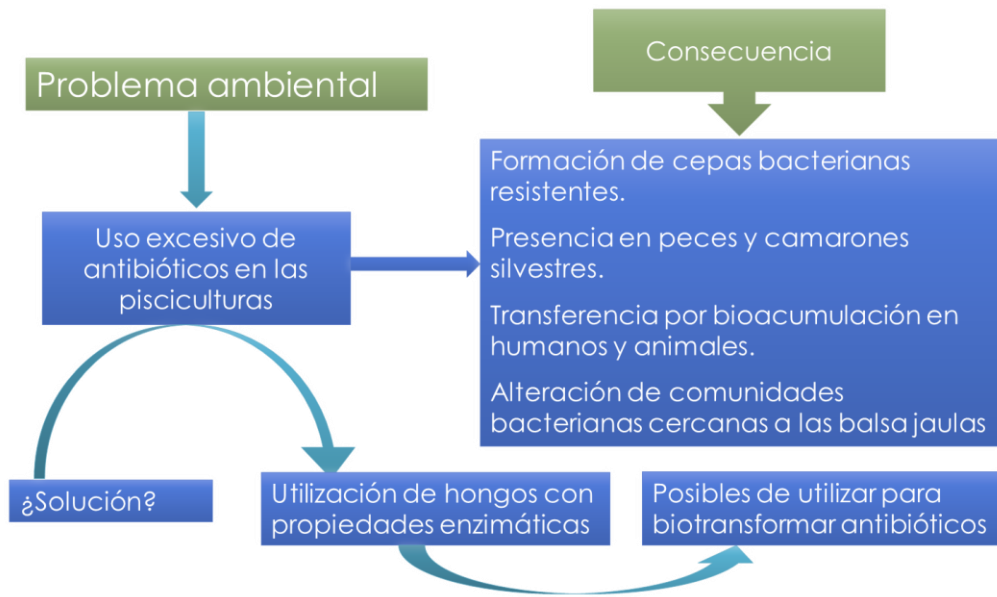 Problema ambiental
Consecuencia
Uso excesivo de
antibióticos en las
pisciculturas
Formación de cepas bacterianas
resistentes.
Presencia en peces y camarones
silvestres.
Transferencia por bioacumulación en
humanos y animales.
Alteración de comunidades
bacterianas cercanas a las balsa jaulas
¿Solución?
Utilización de hongos con
propiedades enzimáticas
Posibles de utilizar para
biotransformar antibióticos